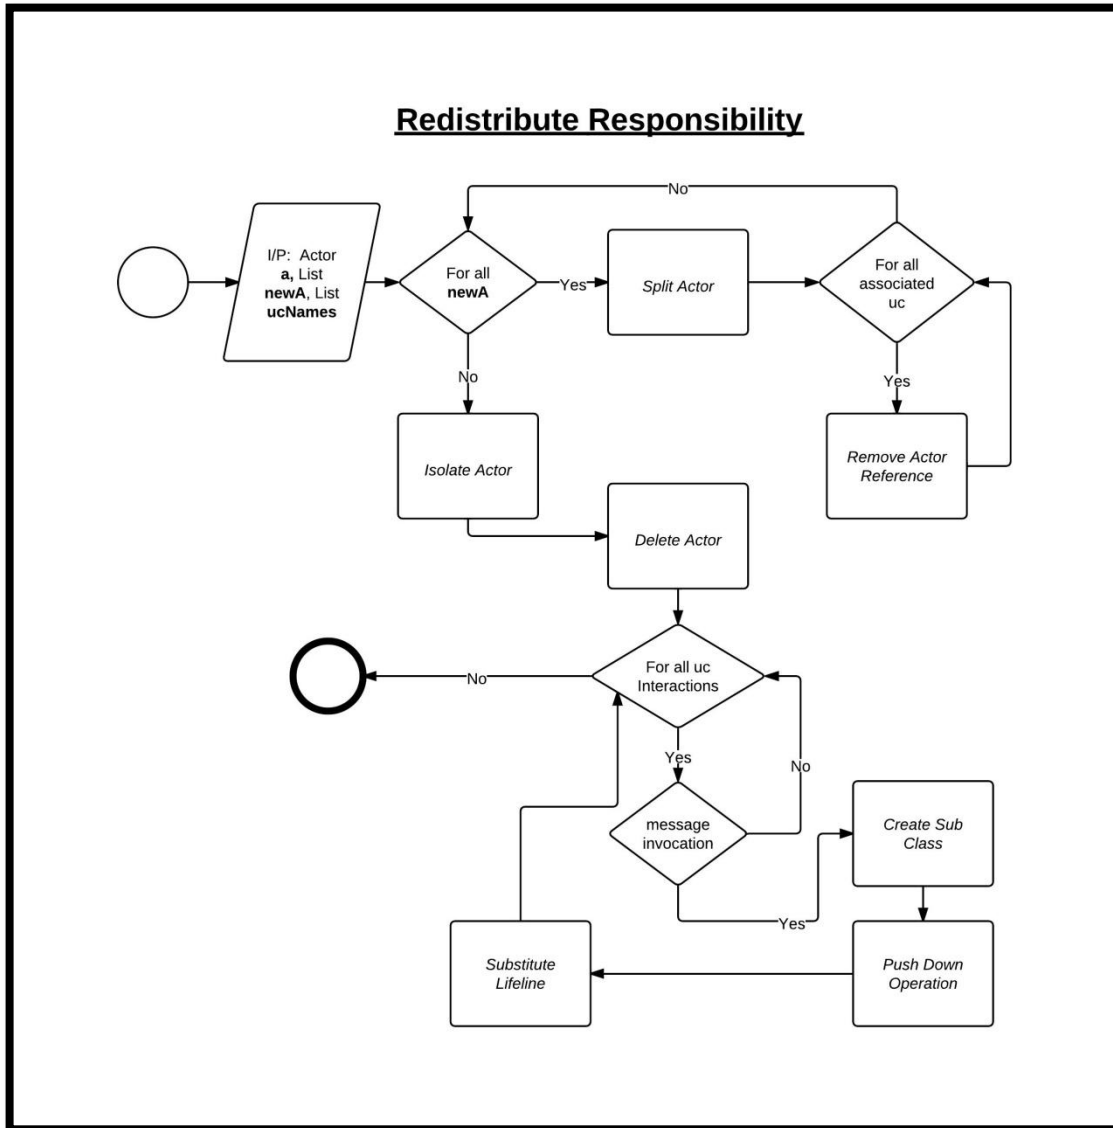 Redistribute Responsibility
No
I/P: Actor
a, List
newA, List
ucNames
For all
newA
Yes
Split Actor
For all
associated
uc
No
Yes
Isolate Actor
Remove Actor
Reference
Delete Actor
For all uc
Interactions
No
Yes
No
message
invocation
Create Sub
Class
Yes
Substitute
Lifeline
Push Down
Operation